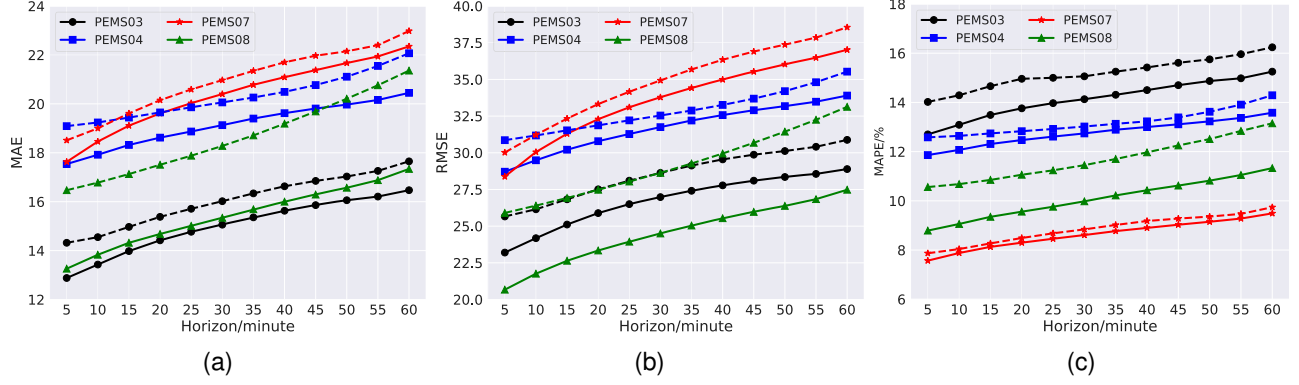 24
22
20
18
16
14
12
MAE
PEMS03
PEMS04
PEMS07
PEMS08
5 10 15 20 25 30 35 40 45 50 55 60
Horizon/minute
(a)
40.0
37.5
35.0
32.5
30.0
27.5
25.0
22.5
20.0
RMSE
PEMS03
PEMS04
PEMS07
PEMS08
5 10 15 20 25 30 35 40 45 50 55 60
Horizon/minute
(b)
18
16
14
12
10
8
6
MAPE/%
PEMS03
PEMS04
PEMS07
PEMS08
5 10 15 20 25 30 35 40 45 50 55 60
Horizon/minute
(c)